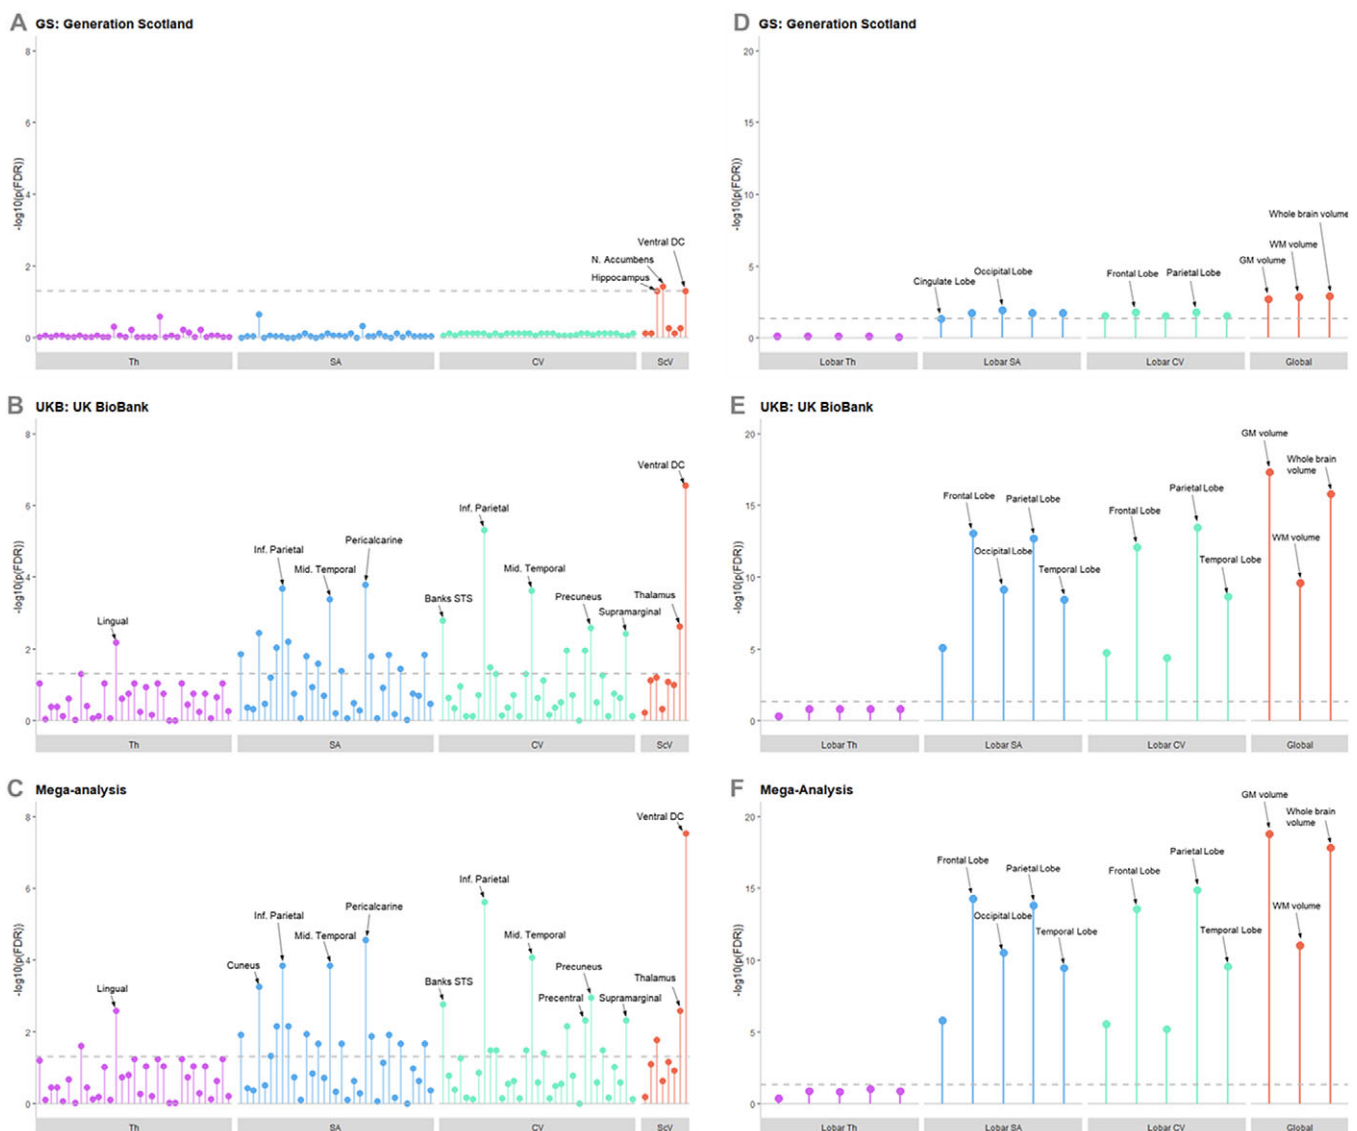 A GS: Generation Scotland
8
6
4
2
0
-log10(p(FDR))
Ventral DC
N. Accumbens
Hippocampus
Th SA CV ScV
D GS: Generation Scotland
20
15
10
5
0
-log10(p(FDR))
Whole brain volume
WM volume
GM volume
Cingulate Lobe
Occipital Lobe
Frontal Lobe
Parietal Lobe
Lobar Th Lobar SA Lobar CV Global
B UKB: UK BioBank
8
6
4
2
0
-log10(p(FDR))
Ventral DC
Inf. Parietal
Pericalcarine
Inf. Parietal
Mid. Temporal
Mid. Temporal
Banks STS
Precuneus
Thalamus
Supramarginal
Lingual
Th SA CV ScV
E UKB: UK BioBank
20
15
10
5
0
-log10(p(FDR))
GM volume
Whole brain
volume
Frontal Lobe
Parietal Lobe
Parietal Lobe
Frontal Lobe
WM volume
Occipital Lobe
Temporal Lobe
Temporal Lobe
Lobar Th Lobar SA Lobar CV Global
C Mega-analysis
8
6
4
2
0
-log10(p(FDR))
Ventral DC
Inf. Parietal
Pericalcarine
Inf. Parietal
Mid. Temporal
Mid. Temporal
Cuneus
Precuneus
Thalamus
Banks STS
Lingual
Precentral
Supramarginal
Th SA CV ScV
F Mega-Analysis
20
15
10
5
0
-log10(p(FDR))
GM volume
Whole brain
volume
Parietal Lobe
Frontal Lobe
Parietal Lobe
Frontal Lobe
WM volume
Occipital Lobe
Temporal Lobe
Temporal Lobe
Lobar Th Lobar SA Lobar CV Global